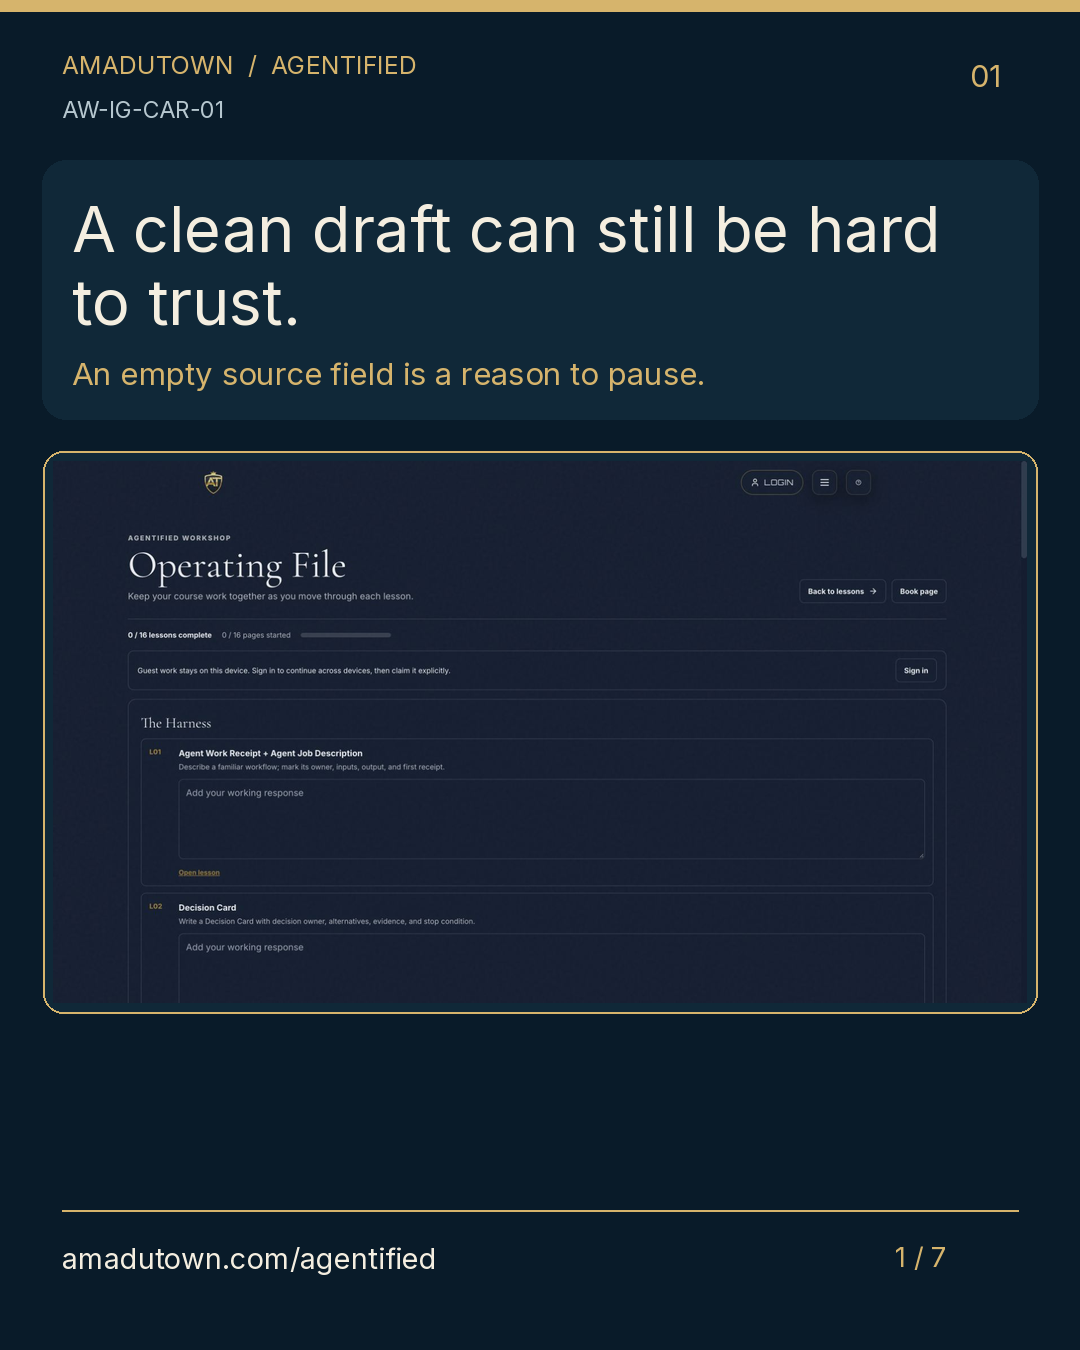 AMADUTOWN / AGENTIFIED
01
AW-IG-CAR-01
A clean draft can still be hard
to trust.
An empty source field is a reason to pause.
AT
LOGIN
AGENTIFIED WORKSHOP
Operating File
Keep your course work together as you move through each lesson.
Back to lessons →
Book page
0 / 16 lessons complete 0 / 16 pages started
Guest work stays on this device. Sign in to continue across devices, then claim it explicitly.
Sign in
The Harness
L01 Agent Work Receipt + Agent Job Description
Describe a familiar workflow; mark its owner, inputs, output, and first receipt.
Add your working response
Open lesson
L02 Decision Card
Write a Decision Card with decision owner, alternatives, evidence, and stop condition.
Add your working response
amadutown.com/agentified
1 / 7